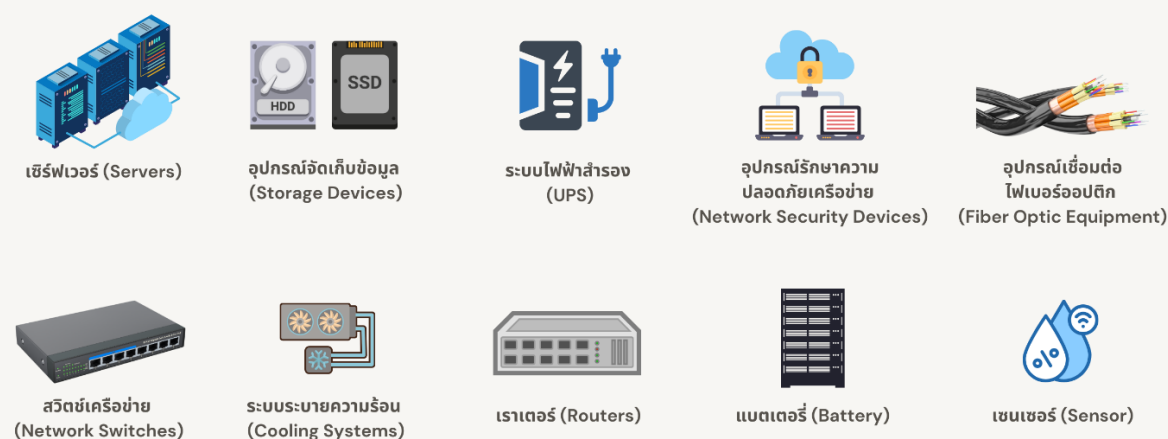 HDD
SSD
เซิร์ฟเวอร์ (Servers)
อุปกรณ์จัดเก็บข้อมูล
(Storage Devices)
ระบบไฟฟ้าสำรอง
(UPS)
อุปกรณ์รักษาความ
ปลอดภัยเครือข่าย
(Network Security Devices)
อุปกรณ์เชื่อมต่อ
ไฟเบอร์ออปติก
(Fiber Optic Equipment)
%
สวิตช์เครือข่าย
(Network Switches)
ระบบระบายความร้อน
(Cooling Systems)
เราเตอร์ (Routers)
แบตเตอรี่ (Battery)
เซนเซอร์ (Sensor)